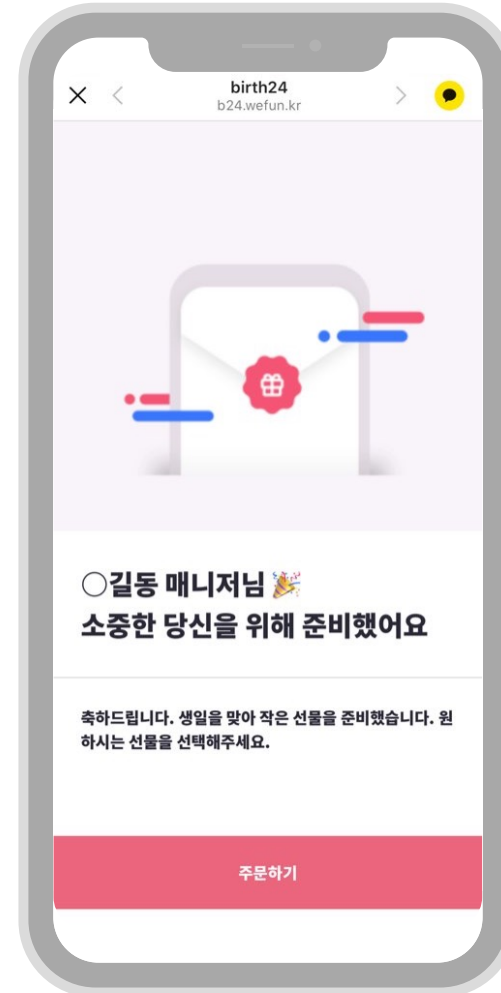 birth24
b24.wefun.kr
○길동 매니저님 🎉
소중한 당신을 위해 준비했어요
축하드립니다. 생일을 맞아 작은 선물을 준비했습니다. 원
하시는 선물을 선택해주세요.
주문하기